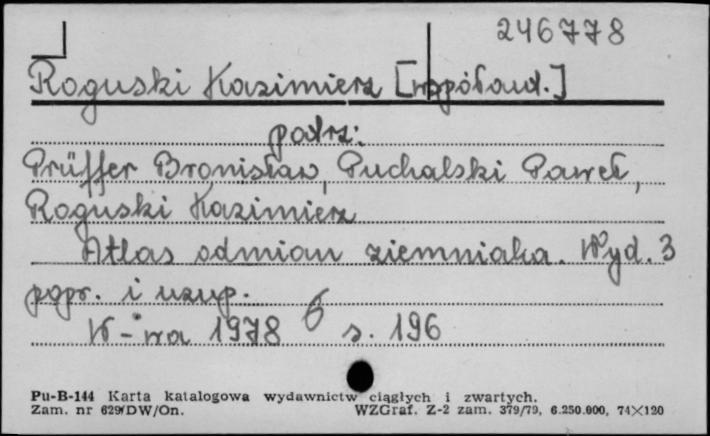 246778
Roguski Kazimierz [współaut.]
patrz:
Prüffer Bronisław, Puchalski Paweł,
Roguski Kazimierz
Atlas odmian ziemniaka. Wyd. 3
popr. i uzup.
W-wa 1978 s. 196
Pu-B-144 Karta katalogowa wydawnictw ciągłych i zwartych.
Zam. nr 629/DW/On. WZGraf. Z-2 zam. 379/79, 6.250.000, 74×120